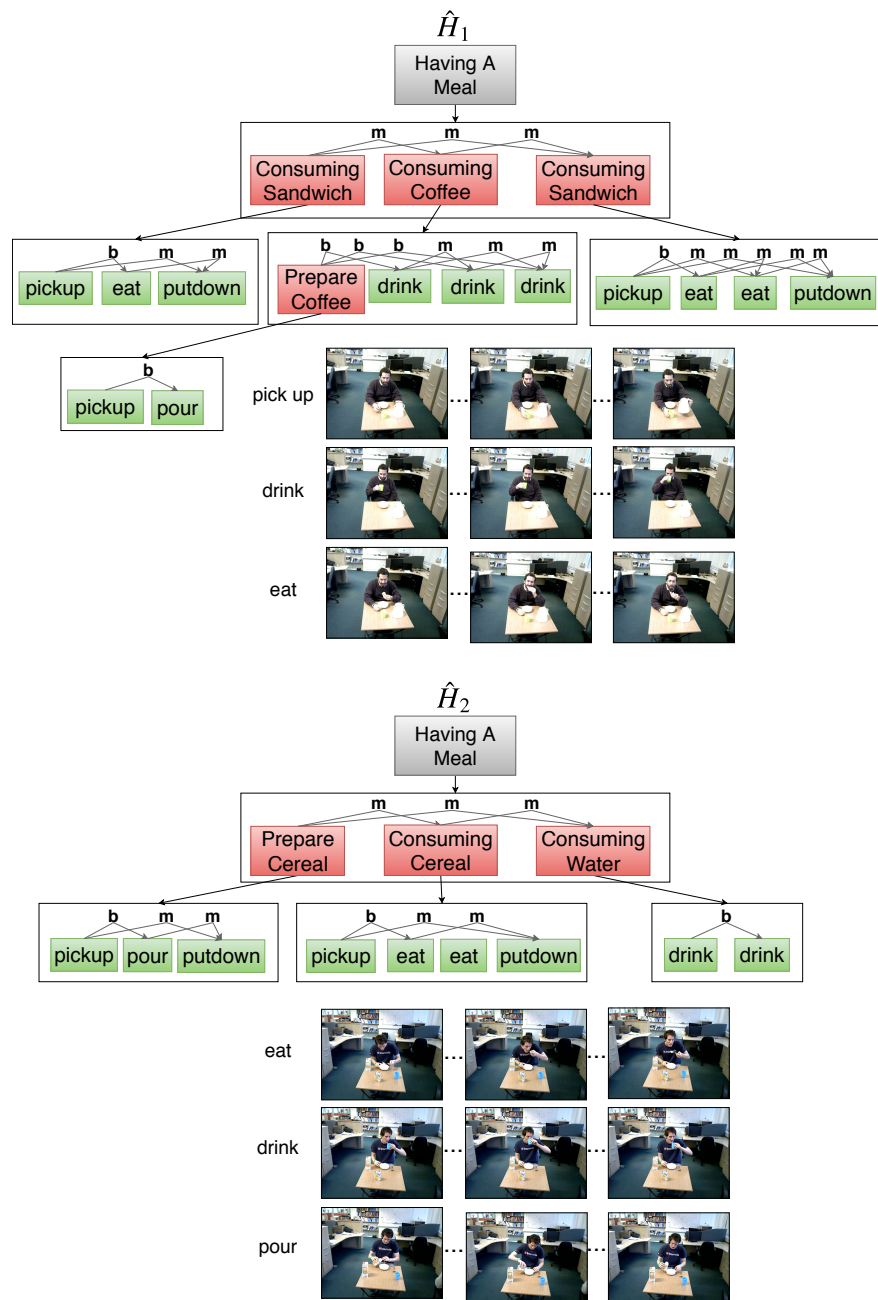 Ĥ₁
Having A
Meal
m m m
Consuming Sandwich
Consuming Coffee
Consuming Sandwich
b m m
pickup eat putdown
b b b m m m
Prepare Coffee
drink drink drink
b m m m m m
pickup eat eat putdown
b
pickup pour
pick up
... ...
drink
... ...
eat
... ...
Ĥ₂
Having A
Meal
m m m
Prepare Cereal
Consuming Cereal
Consuming Water
b m m
pickup pour putdown
b m m
pickup eat eat putdown
b
drink drink
eat
... ...
drink
... ...
pour
... ...